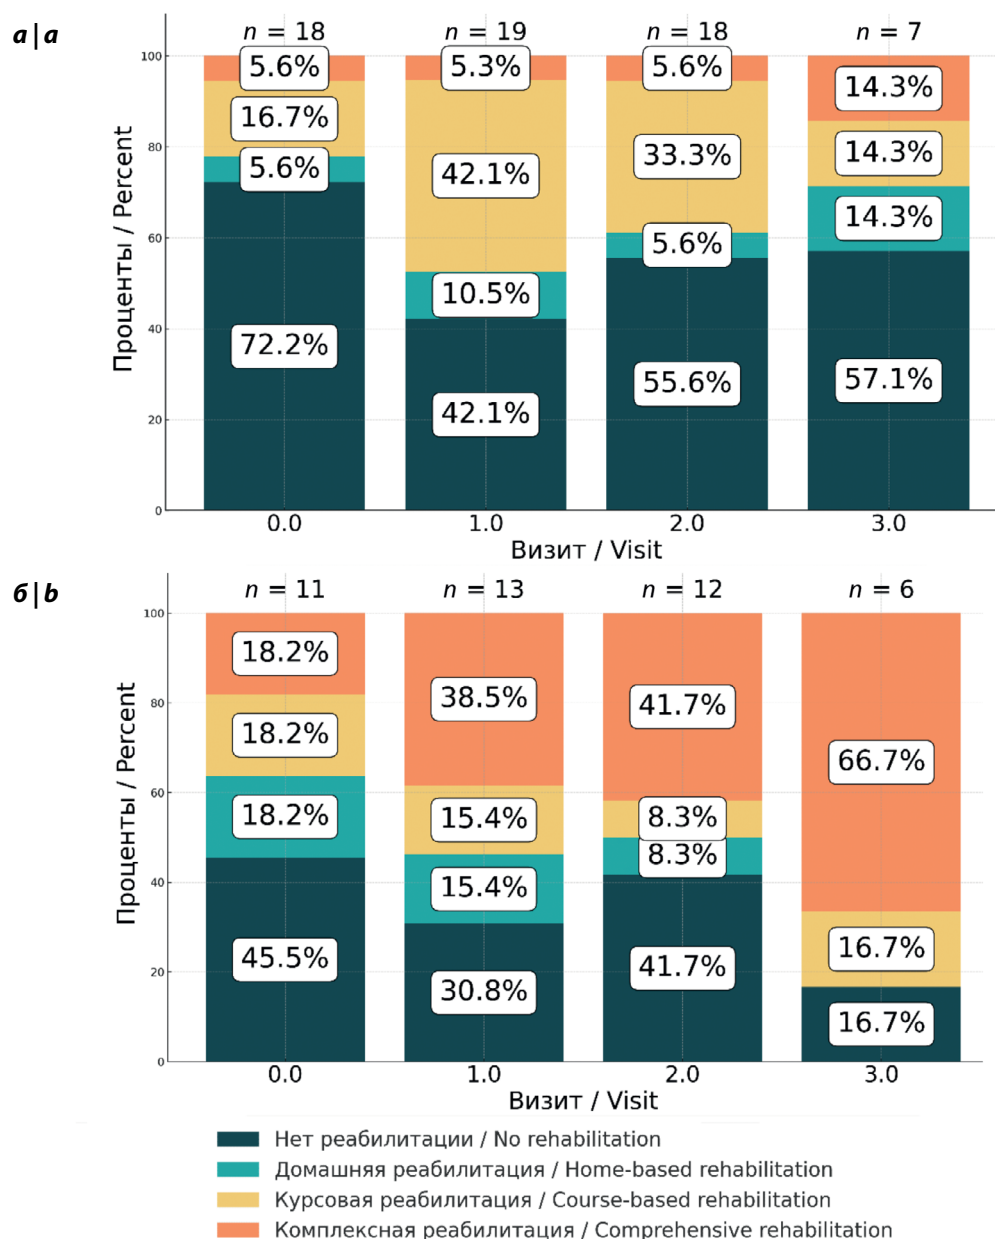 а|a
n = 18 n = 19 n = 18 n = 7
100
80
60
40
20
0
Проценты / Percent
5.6% 5.3% 5.6% 14.3%
16.7% 42.1% 33.3% 14.3%
5.6% 10.5% 5.6% 14.3%
72.2% 42.1% 55.6% 57.1%
0.0 1.0 2.0 3.0
Визит / Visit
б|b
n = 11 n = 13 n = 12 n = 6
100
80
60
40
20
0
Проценты / Percent
18.2% 38.5% 41.7% 66.7%
18.2% 15.4% 8.3% 16.7%
18.2% 15.4% 8.3%
45.5% 30.8% 41.7% 16.7%
0.0 1.0 2.0 3.0
Визит / Visit
Нет реабилитации / No rehabilitation
Домашняя реабилитация / Home-based rehabilitation
Курсовая реабилитация / Course-based rehabilitation
Комплексная реабилитация / Comprehensive rehabilitation